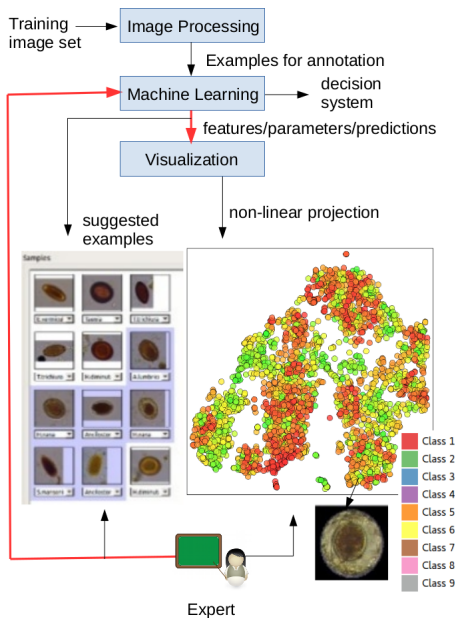 Training
image set
Image Processing
Examples for annotation
Machine Learning
decision
system
features/parameters/predictions
Visualization
non-linear projection
suggested
examples
Samples
Class 1
Class 2
Class 3
Class 4
Class 5
Class 6
Class 7
Class 8
Class 9
Expert